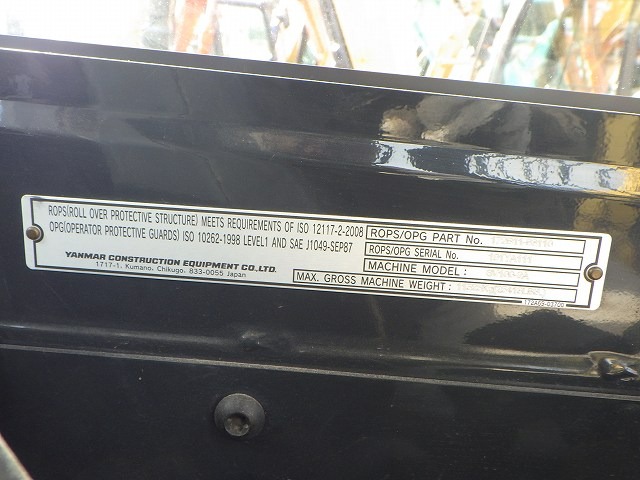 ROPS(ROLL OVER PROTECTIVE STRUCTURE) MEETS REQUIREMENTS OF ISO 12117-2-2008
OPG(OPERATOR PROTECTIVE GUARDS) ISO 10262-1998 LEVEL1 AND SAE J1049-SEP87
YANMAR CONSTRUCTION EQUIPMENT CO.,LTD.
1717-1, Kumano, Chikugo, 833-0055 Japan
ROPS/OPG PART NO.
ROPS/OPG SERIAL No.
MACHINE MODEL :
MAX. GROSS MACHINE WEIGHT :
172A65-03700